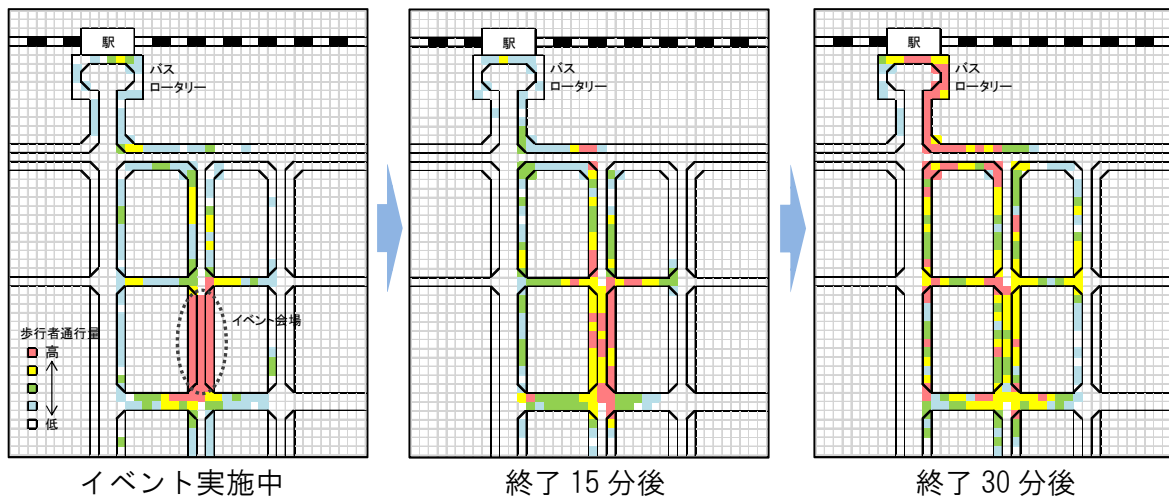 駅
バス
ロータリー
イベント会場
歩行者通行量
高
低
イベント実施中
駅
バス
ロータリー
終了 15 分後
駅
バス
ロータリー
終了 30 分後